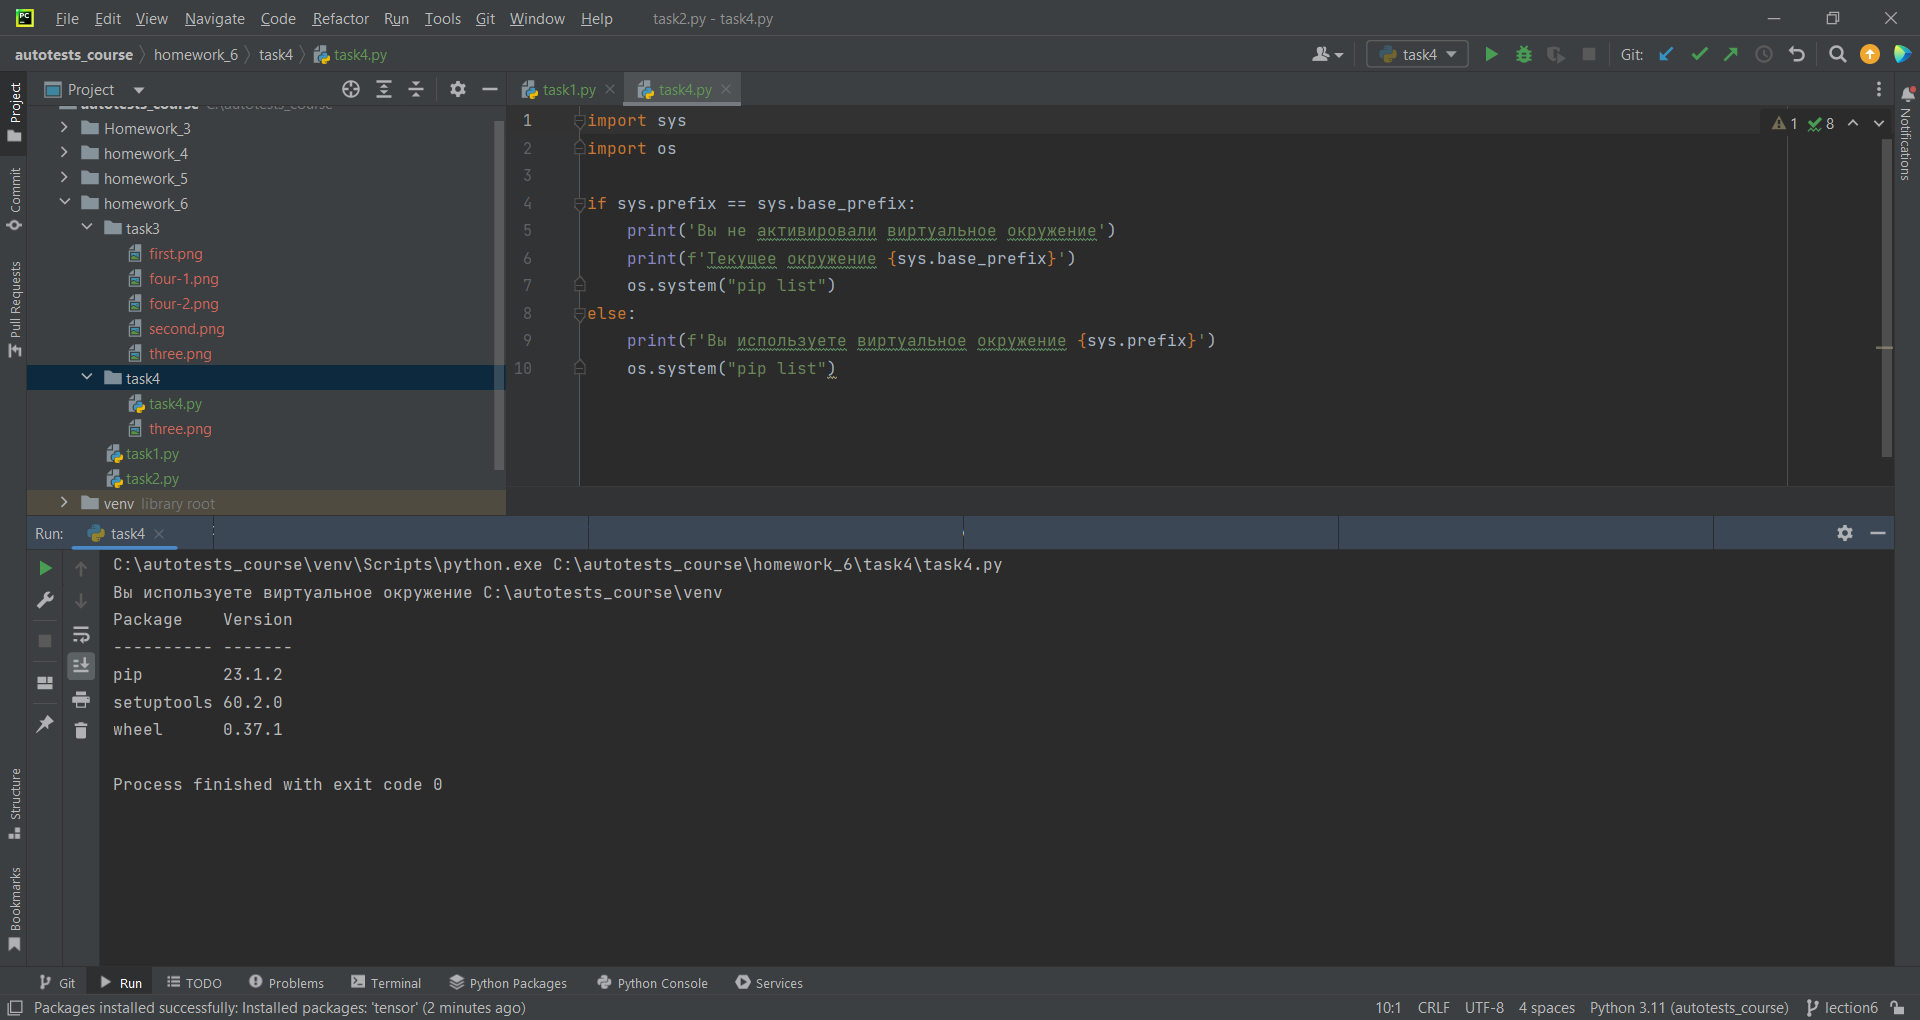 File Edit View Navigate Code Refactor Run Tools Git Window Help task2.py - task4.py
autotests_course homework_6 task4 task4.py task4 Git:
Project
task1.py task4.py
autotests_course C:\autotests_course
Homework_3
homework_4
homework_5
homework_6
task3
first.png
four-1.png
four-2.png
second.png
three.png
task4
task4.py
three.png
task1.py
task2.py
venv library root
1 import sys
2 import os
3
4 if sys.prefix == sys.base_prefix:
5 print('Вы не активировали виртуальное окружение')
6 print(f'Текущее окружение {sys.base_prefix}')
7 os.system("pip list")
8 else:
9 print(f'Вы используете виртуальное окружение {sys.prefix}')
10 os.system("pip list")
1 8
Project
Commit
Pull Requests
Structure
Bookmarks
Notifications
Run: task4
C:\autotests_course\venv\Scripts\python.exe C:\autotests_course\homework_6\task4\task4.py
Вы используете виртуальное окружение C:\autotests_course\venv
Package    Version
---------- -------
pip        23.1.2
setuptools 60.2.0
wheel      0.37.1
Process finished with exit code 0
Git Run TODO Problems Terminal Python Packages Python Console Services
Packages installed successfully: Installed packages: 'tensor' (2 minutes ago) 10:1 CRLF UTF-8 4 spaces Python 3.11 (autotests_course) lection6